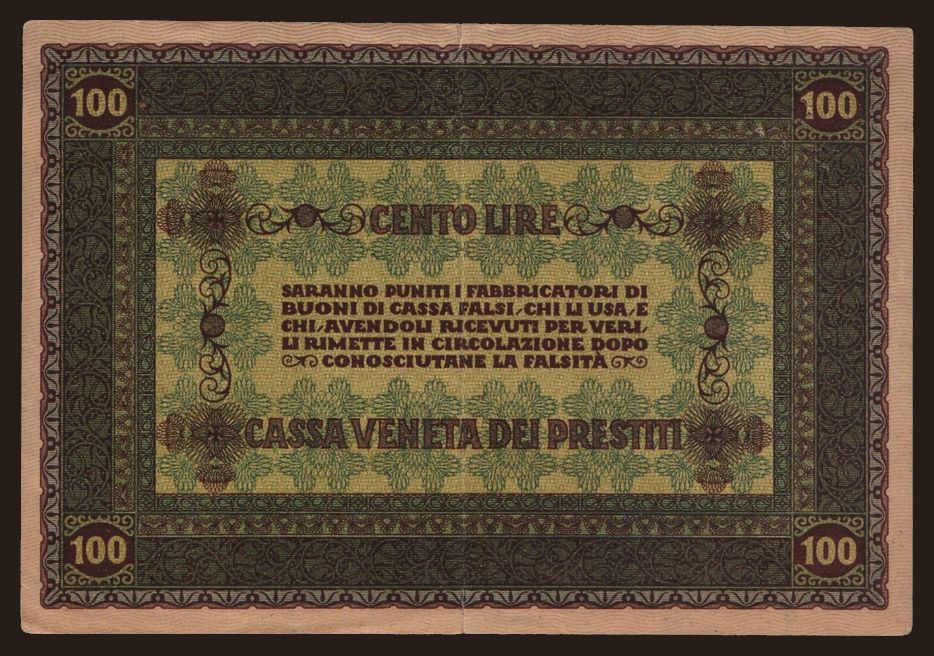 100 100
CENTO LIRE
SARANNO PUNITI I FABBRICATORI DI
BUONI DI CASSA FALSI, CHI LI USA, E
CHI, AVENDOLI RICEVUTI PER VERI,
LI RIMETTE IN CIRCOLAZIONE DOPO
CONOSCIUTANE LA FALSITÀ
CASSA VENETA DEI PRESTITI
100 100